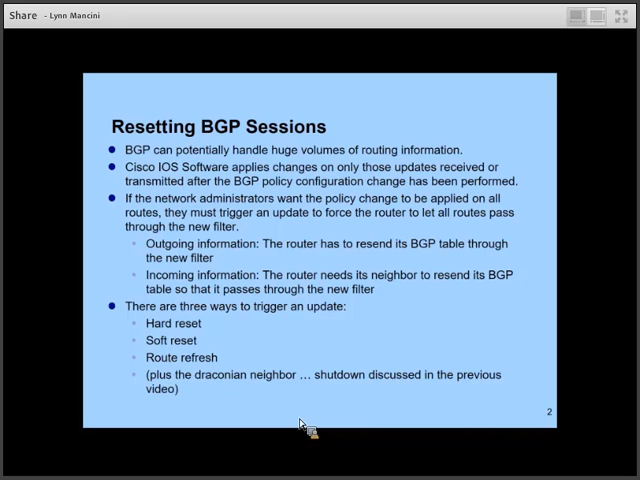 Share - Lynn Mancini
Resetting BGP Sessions
BGP can potentially handle huge volumes of routing information.
Cisco IOS Software applies changes on only those updates received or
transmitted after the BGP policy configuration change has been performed.
If the network administrators want the policy change to be applied on all
routes, they must trigger an update to force the router to let all routes pass
through the new filter.
Outgoing information: The router has to resend its BGP table through
the new filter
Incoming information: The router needs its neighbor to resend its BGP
table so that it passes through the new filter
There are three ways to trigger an update:
Hard reset
Soft reset
Route refresh
(plus the draconian neighbor … shutdown discussed in the previous
video)
2